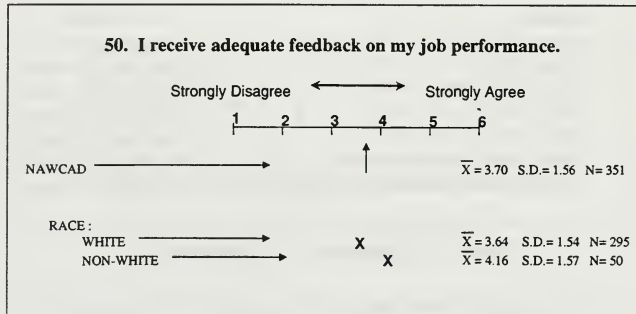 50. I receive adequate feedback on my job performance.
Strongly Disagree Strongly Agree
1 2 3 4 5 6
NAWCAD X̄ = 3.70 S.D.= 1.56 N= 351
RACE :
WHITE X X̄ = 3.64 S.D.= 1.54 N= 295
NON-WHITE X X̄ = 4.16 S.D.= 1.57 N= 50